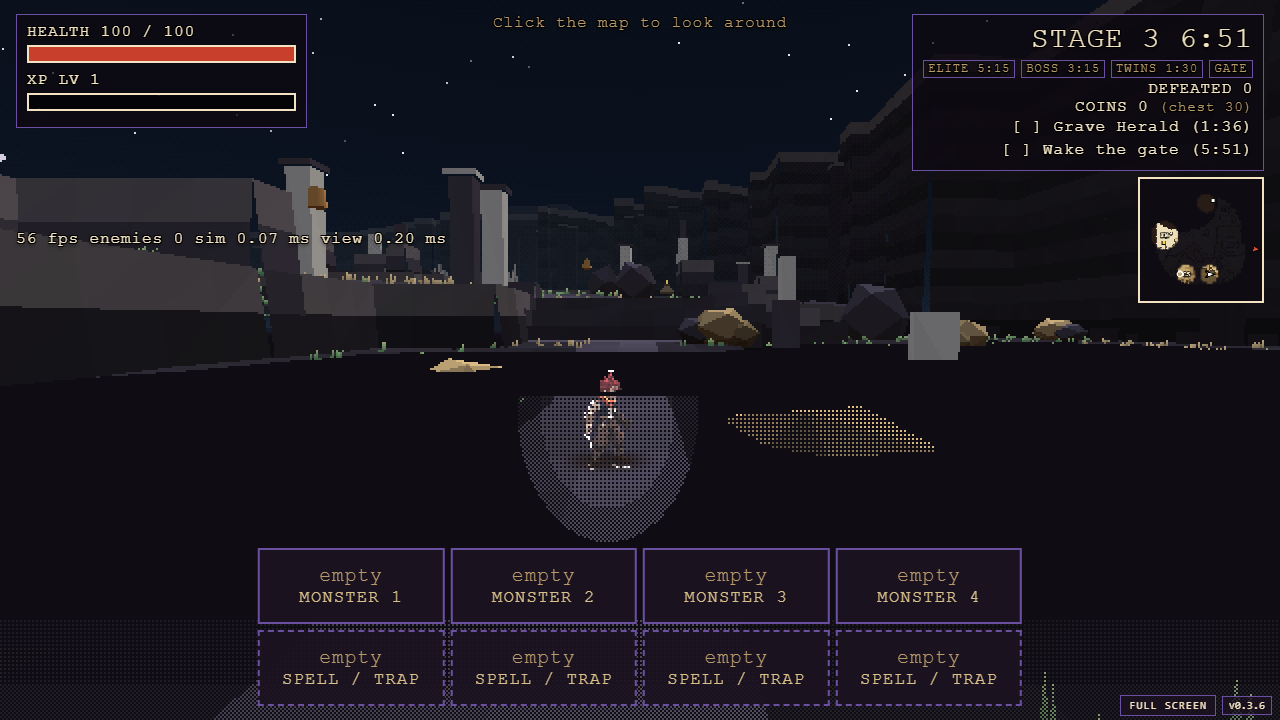 HEALTH 100 / 100
XP LV 1
Click the map to look around
STAGE 3 6:51
ELITE 5:15 BOSS 3:15 TWINS 1:30 GATE
DEFEATED 0
COINS 0 (chest 30)
[ ] Grave Herald (1:36)
[ ] Wake the gate (5:51)
56 fps enemies 0 sim 0.07 ms view 0.20 ms
empty empty empty empty
MONSTER 1 MONSTER 2 MONSTER 3 MONSTER 4
empty empty empty empty
SPELL / TRAP SPELL / TRAP SPELL / TRAP SPELL / TRAP
FULL SCREEN v0.3.6